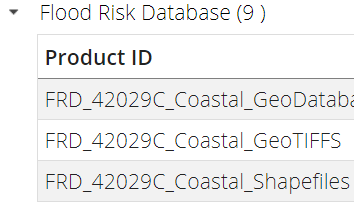 Flood Risk Database (9 )
Product ID
FRD_42029C_Coastal_GeoDataba
FRD_42029C_Coastal_GeoTIFFS
FRD_42029C_Coastal_Shapefiles